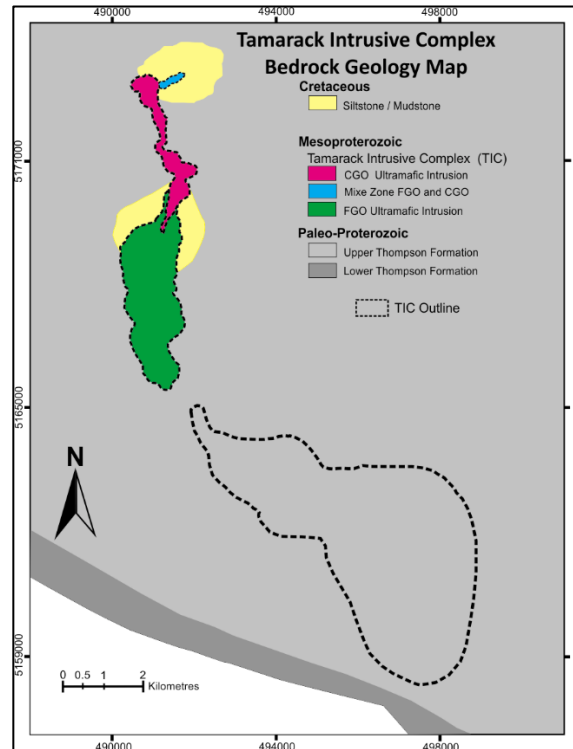 490000 494000 498000
Tamarack Intrusive Complex
Bedrock Geology Map
Cretaceous
Siltstone / Mudstone
Mesoproterozoic
Tamarack Intrusive Complex (TIC)
CGO Ultramafic Intrusion
Mixe Zone FGO and CGO
FGO Ultramafic Intrusion
Paleo-Proterozoic
Upper Thompson Formation
Lower Thompson Formation
TIC Outline
5171000
5165000
5159000
N
0 0.5 1 2
Kilometres
490000 494000 498000